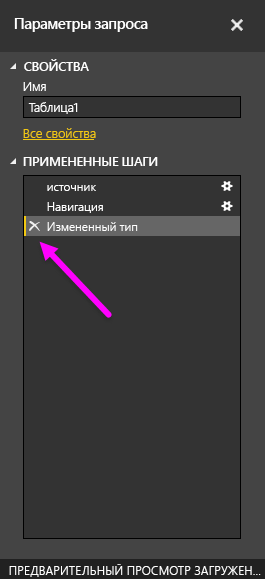 Параметры запроса
СВОЙСТВА
Имя
Таблица1
Все свойства
ПРИМЕНЕННЫЕ ШАГИ
источник
Навигация
Измененный тип
ПРЕДВАРИТЕЛЬНЫЙ ПРОСМОТР ЗАГРУЖЕН...